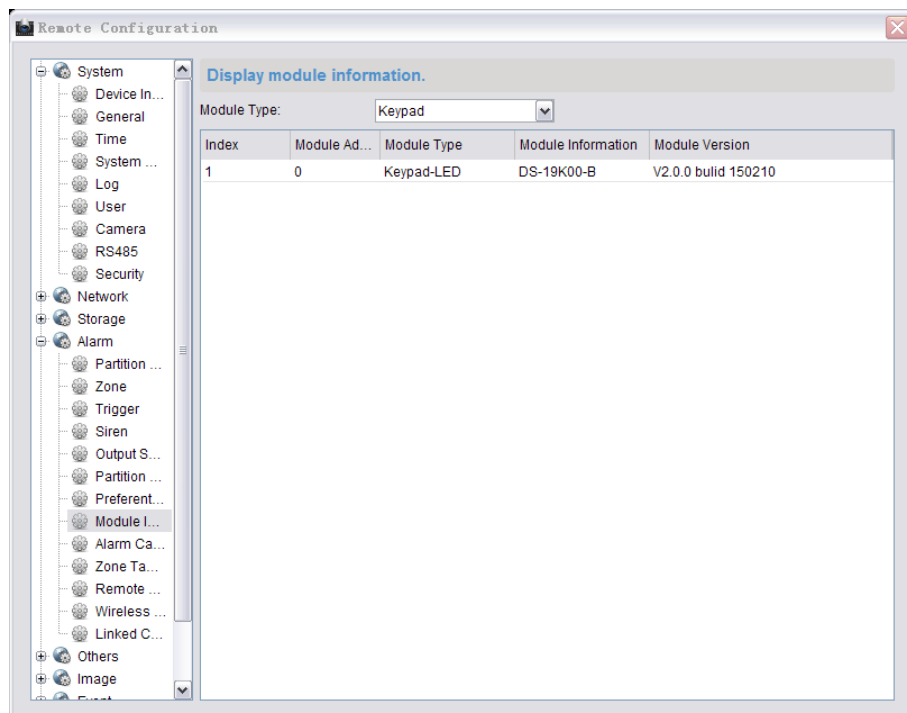 Remote Configuration
System
Device In...
General
Time
System ...
Log
User
Camera
RS485
Security
Network
Storage
Alarm
Partition ...
Zone
Trigger
Siren
Output S...
Partition ...
Preferent...
Module I...
Alarm Ca...
Zone Ta...
Remote ...
Wireless ...
Linked C...
Others
Image
Event
Display module information.
Module Type: Keypad
Index Module Ad... Module Type Module Information Module Version
1 0 Keypad-LED DS-19K00-B V2.0.0 bulid 150210